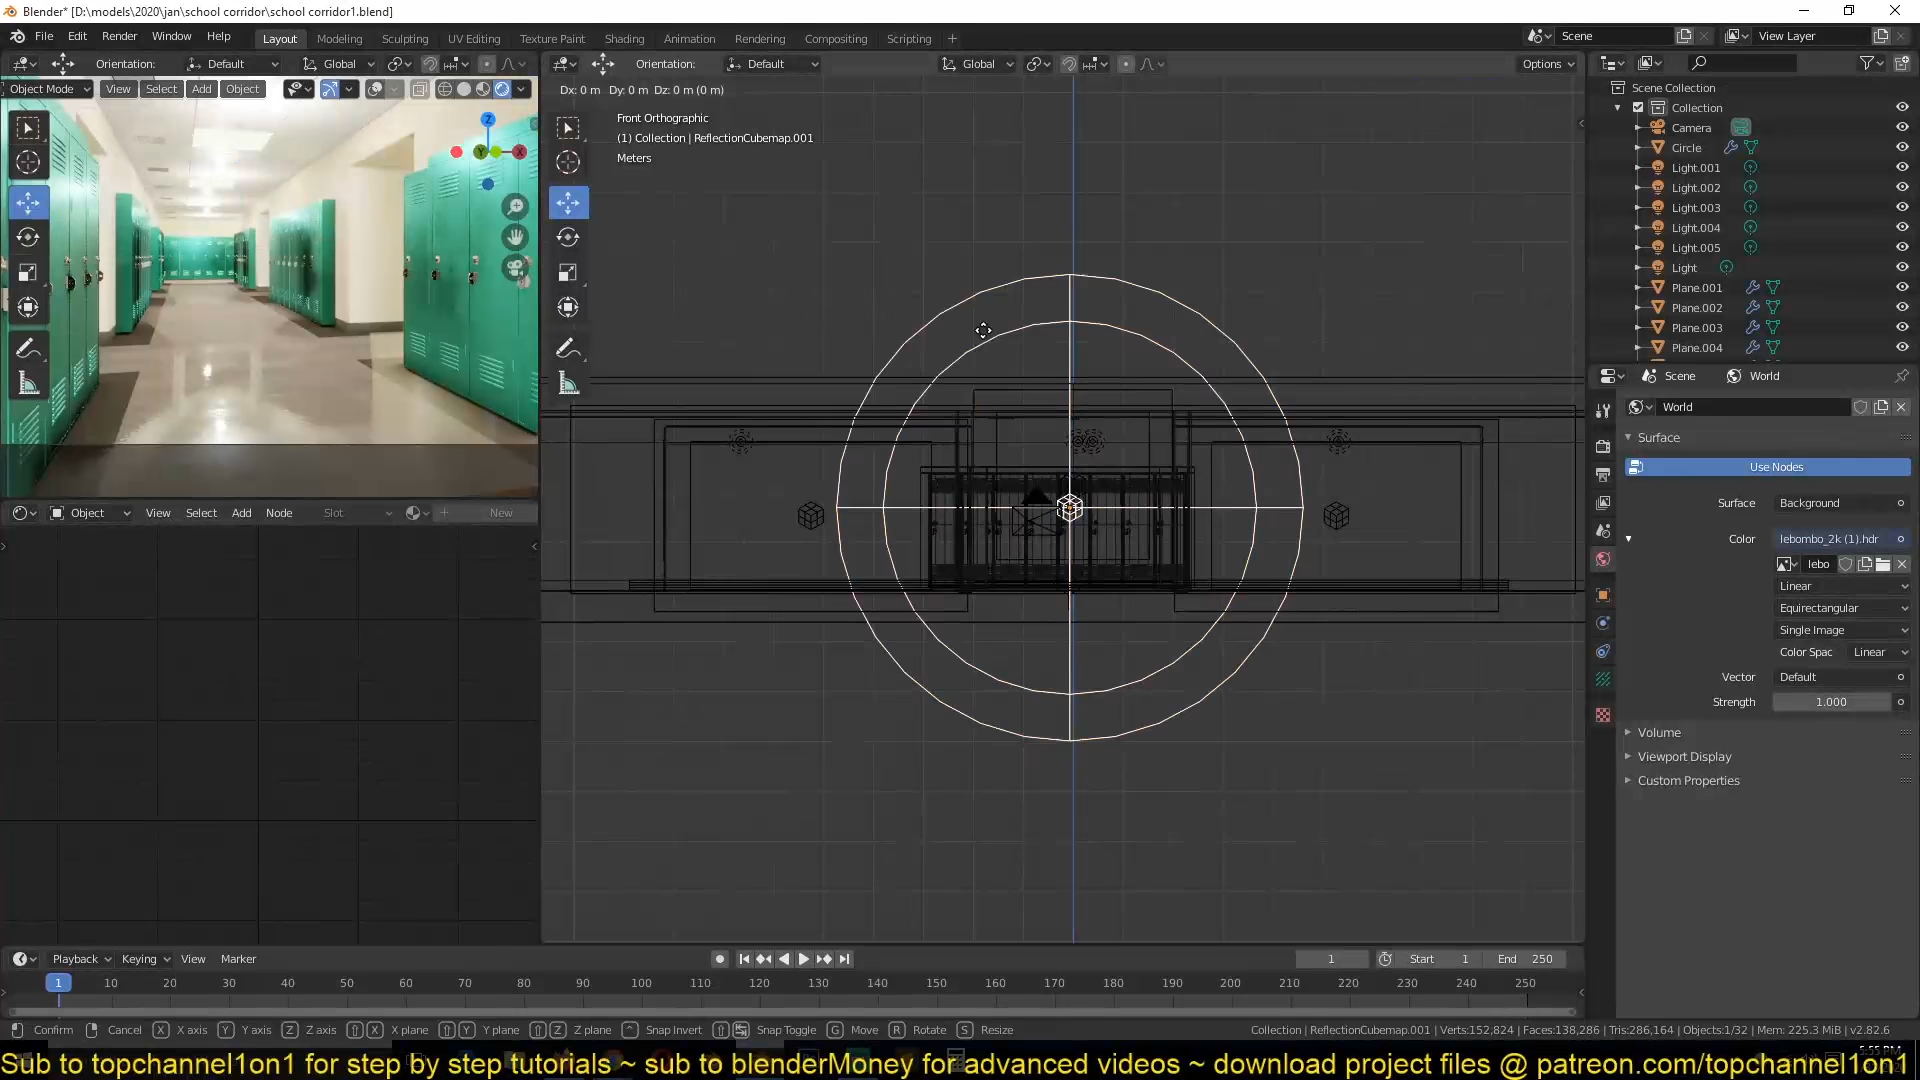 Blender* [D:\models\2020\jan\school corridor\school corridor1.blend]
File Edit Render Window Help Layout Modeling Sculpting UV Editing Texture Paint Shading Animation Rendering Compositing Scripting + Scene View Layer
Orientation: Default Global
Orientation: Default Global Options
Object Mode View Select Add Object
Dx: 0 m Dy: 0 m Dz: 0 m (0 m)
Front Orthographic
(1) Collection | ReflectionCubemap.001
Meters
Z
Y
X
Scene Collection
Collection
Camera
Circle
Light.001
Light.002
Light.003
Light.004
Light.005
Light
Plane.001
Plane.002
Plane.003
Plane.004
Scene World
World
Surface
Use Nodes
Surface Background
Color lebombo_2k (1).hdr
lebo
Linear
Equirectangular
Single Image
Color Spac Linear
Vector Default
Strength 1.000
Volume
Viewport Display
Custom Properties
Object View Select Add Node Slot New
Playback Keying View Marker 1 Start 1 End 250
1 10 20 30 40 50 60 70 80 90 100 110 120 130 140 150 160 170 180 190 200 210 220 230 240 250
Confirm Cancel X X axis Y Y axis Z Z axis X X plane Y Y plane Z Z plane Snap Invert Snap Toggle G Move R Rotate S Resize Collection | ReflectionCubemap.001 | Verts:152,824 | Faces:138,286 | Tris:286,164 | Objects:1/32 | Mem: 225.3 MiB | v2.82.6
5:55 PM
Sub to topchannel1on1 for step by step tutorials ~ sub to blenderMoney for advanced videos ~ download project files @ patreon.com/topchannel1on1